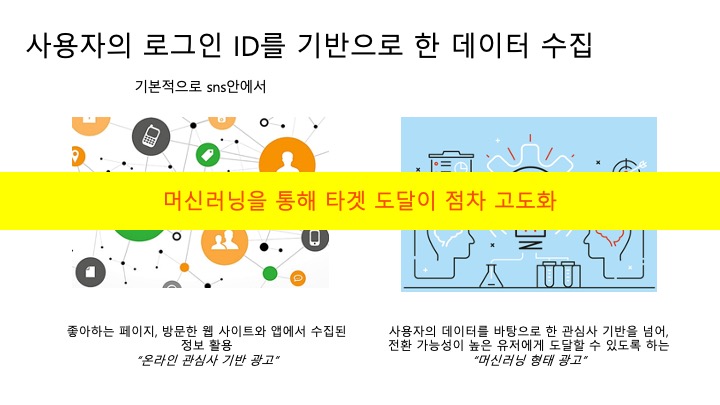 사용자의 로그인 ID를 기반으로 한 데이터 수집
기본적으로 sns안에서
머신러닝을 통해 타겟 도달이 점차 고도화
좋아하는 페이지, 방문한 웹 사이트와 앱에서 수집된
정보 활용
“온라인 관심사 기반 광고”
사용자의 데이터를 바탕으로 한 관심사 기반을 넘어,
전환 가능성이 높은 유저에게 도달할 수 있도록 하는
“머신러닝 형태 광고”